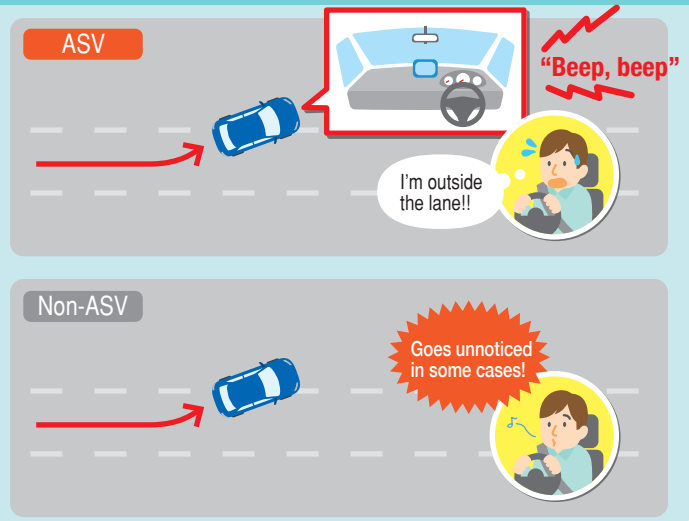 ASV
“Beep, beep”
I’m outside
the lane!!
Non-ASV
Goes unnoticed
in some cases!